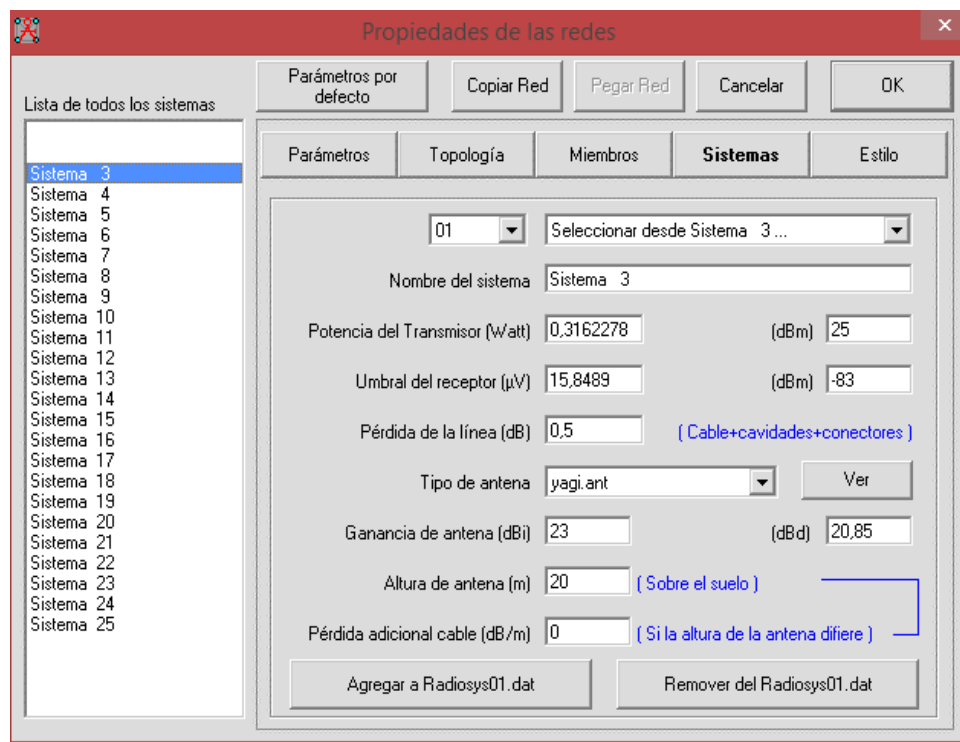 Propiedades de las redes
Lista de todos los sistemas
Sistema 3
Sistema 4
Sistema 5
Sistema 6
Sistema 7
Sistema 8
Sistema 9
Sistema 10
Sistema 11
Sistema 12
Sistema 13
Sistema 14
Sistema 15
Sistema 16
Sistema 17
Sistema 18
Sistema 19
Sistema 20
Sistema 21
Sistema 22
Sistema 23
Sistema 24
Sistema 25
Parámetros por
defecto
Copiar Red
Pegar Red
Cancelar
OK
Parámetros
Topología
Miembros
Sistemas
Estilo
01
Seleccionar desde Sistema 3 ...
Nombre del sistema Sistema 3
Potencia del Transmisor (Watt) 0,3162278 (dBm) 25
Umbral del receptor (µV) 15,8489 (dBm) -83
Pérdida de la línea (dB) 0,5 ( Cable+cavidades+conectores )
Tipo de antena yagi.ant Ver
Ganancia de antena (dBi) 23 (dBd) 20,85
Altura de antena (m) 20 ( Sobre el suelo )
Pérdida adicional cable (dB/m) 0 ( Si la altura de la antena difiere )
Agregar a Radiosys01.dat
Remover del Radiosys01.dat